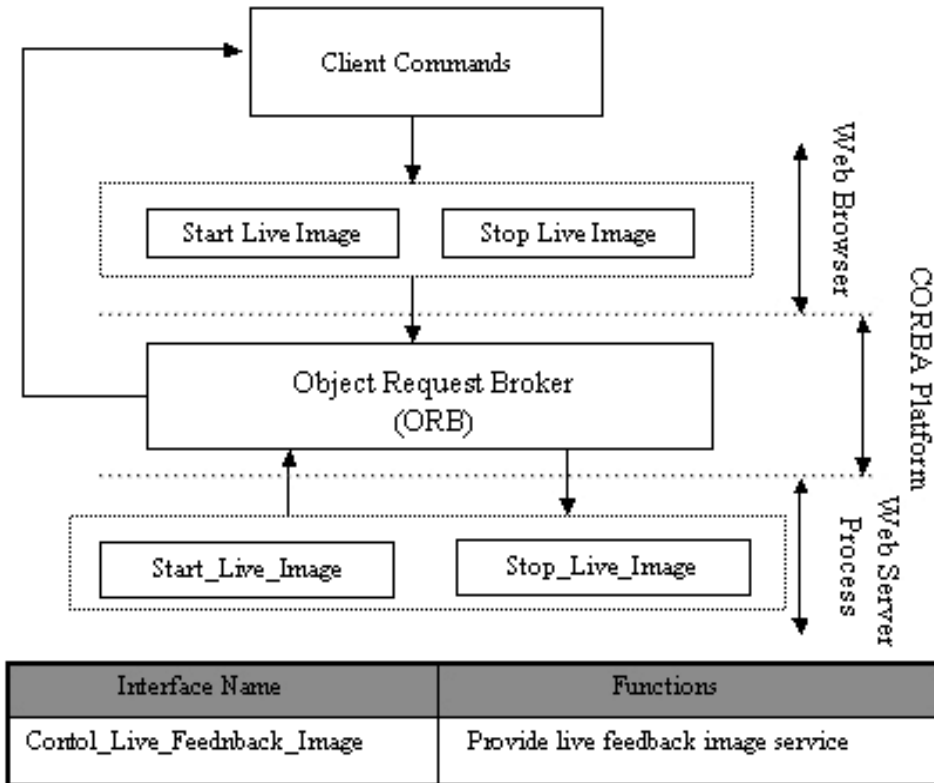 Client Commands
Start Live Image
Stop Live Image
Web Browser
Object Request Broker
(ORB)
CORBA Platform
Start_Live_Image
Stop_Live_Image
Web Server
Process
Interface Name
Functions
Contol_Live_Feednback_Image
Provide live feedback image service